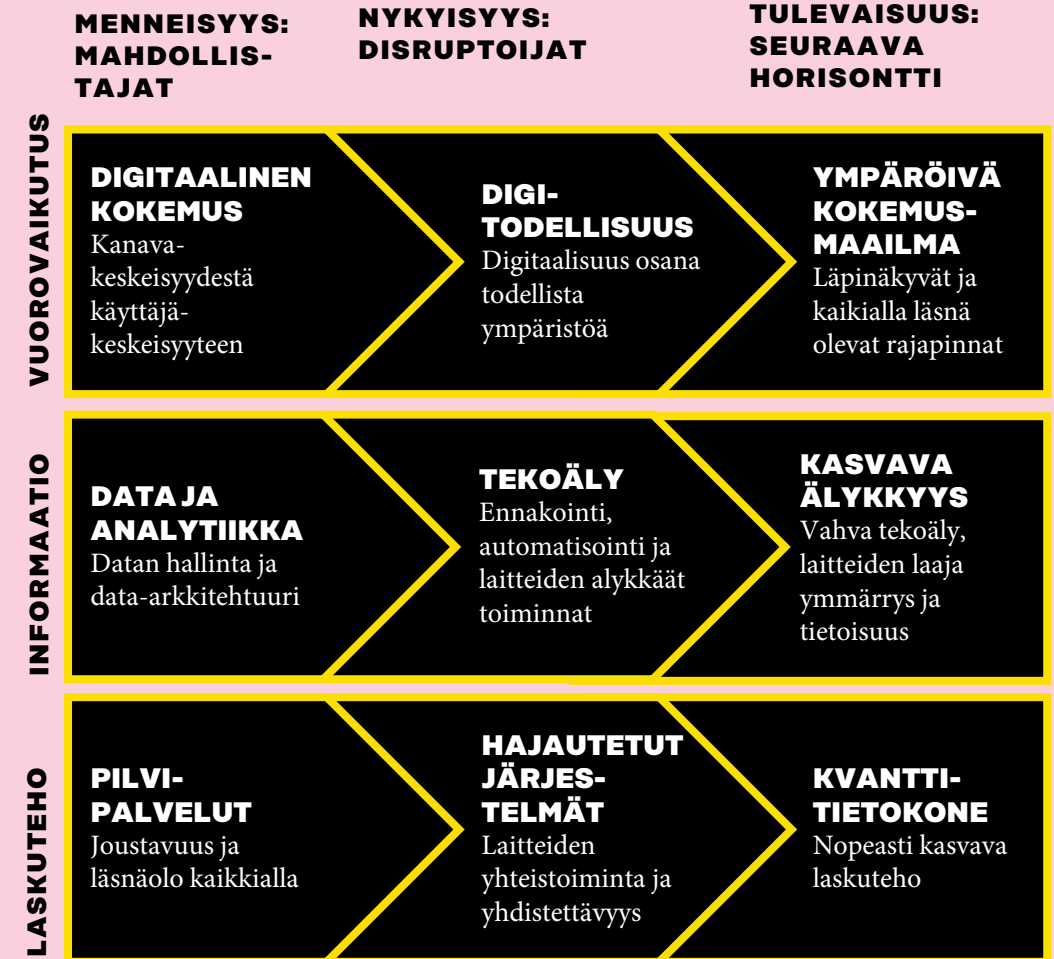 MENNEISYYS:
MAHDOLLIS-
TAJAT
NYKYISYYS:
DISRUPTOIJAT
TULEVAISUUS:
SEURAAVA
HORISONTTI
VUOROVAIKUTUS
DIGITAALINEN
KOKEMUS
Kanava-
keskeisyydestä
käyttäjä-
keskeisyyteen
DIGI-
TODELLISUUS
Digitaalisuus osana
todellista
ympäristöä
YMPÄRÖIVÄ
KOKEMUS-
MAAILMA
Läpinäkyvät ja
kaikialla läsnä
olevat rajapinnat
INFORMAATIO
DATA JA
ANALYTIIKKA
Datan hallinta ja
data-arkkitehtuuri
TEKOÄLY
Ennakointi,
automatisointi ja
laitteiden alykkäät
toiminnat
KASVAVA
ÄLYKKYYS
Vahva tekoäly,
laitteiden laaja
ymmärrys ja
tietoisuus
LASKUTEHO
PILVI-
PALVELUT
Joustavuus ja
läsnäolo kaikkialla
HAJAUTETUT
JÄRJES-
TELMÄT
Laitteiden
yhteistoiminta ja
yhdistettävyys
KVANTTI-
TIETOKONE
Nopeasti kasvava
laskuteho